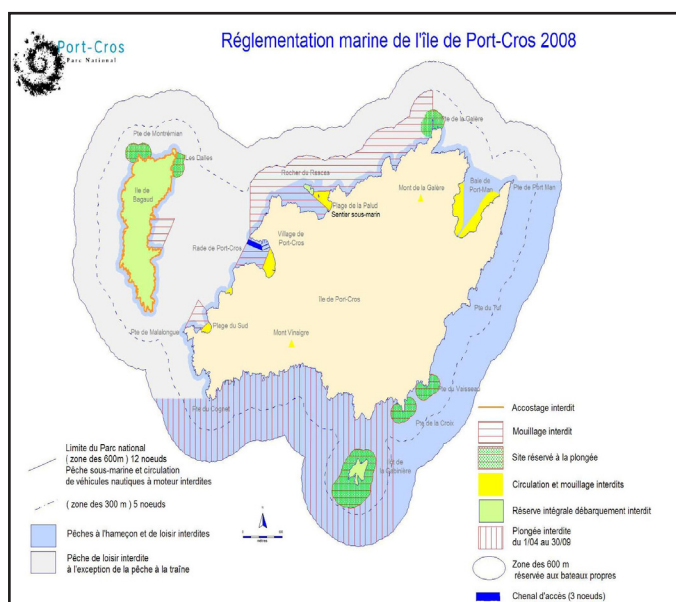 Port-Cros
Parc National
Réglementation marine de l'île de Port-Cros 2008
Pte de Montrémian
Les Dalles
Ile de
Bagaud
Pte de la Galère
Rocher du Rascas
Plage de la Palud
Sentier sous-marin
Mont de la Galère
Baie de
Port-Man
Pte de Port Man
Village de
Port-Cros
Rade de Port-Cros
Ile de Port-Cros
Pte du Tuf
Pte de Malalongue
Plage du Sud
Mont Vinaigre
Pte du Vaisseau
Pte du Cognet
Pte de la Croix
Ilot de
la Gabinière
Limite du Parc national
( zone des 600m ) 12 noeuds
Pêche sous-marine et circulation
de véhicules nautiques à moteur interdites
( zone des 300 m ) 5 noeuds
Pêches à l'hameçon et de loisir interdites
Pêche de loisir interdite
à l'exception de la pêche à la traîne
Accostage interdit
Mouillage interdit
Site réservé à la plongée
Circulation et mouillage interdits
Réserve intégrale débarquement interdit
Plongée interdite
du 1/04 au 30/09
Zone des 600 m
réservée aux bateaux propres
Chenal d'accès (3 noeuds)